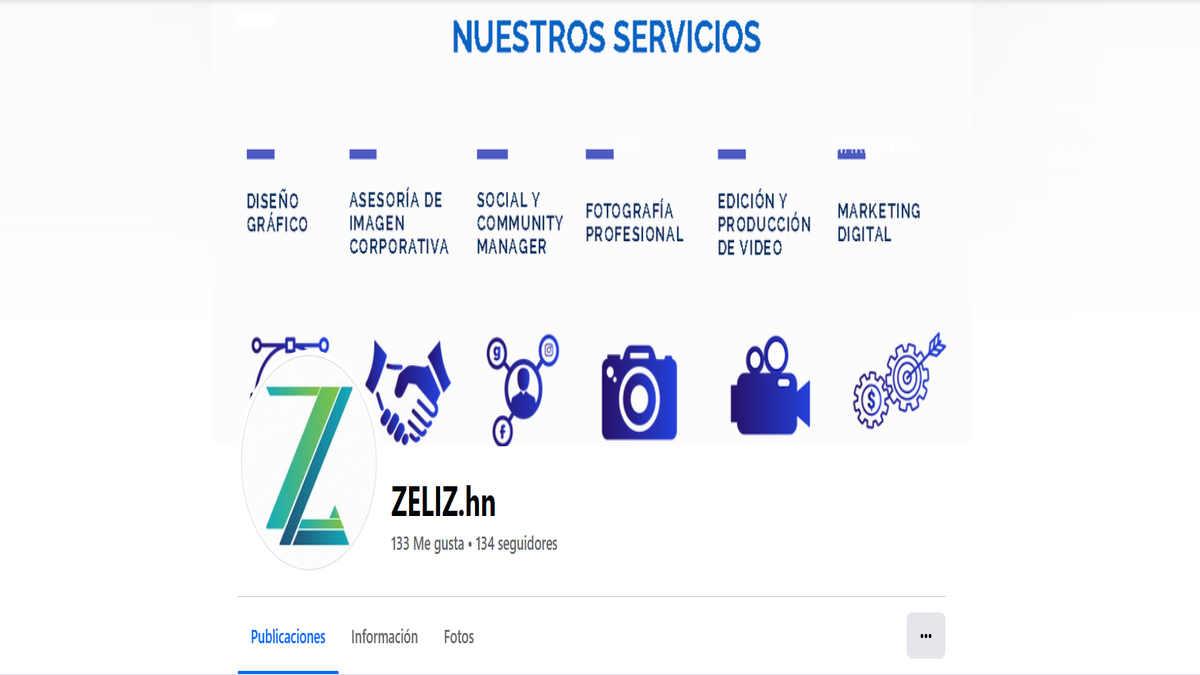 NUESTROS SERVICIOS
DISEÑO
GRÁFICO
ASESORÍA DE
IMAGEN
CORPORATIVA
SOCIAL Y
COMMUNITY
MANAGER
FOTOGRAFÍA
PROFESIONAL
EDICIÓN Y
PRODUCCIÓN
DE VIDEO
MARKETING
DIGITAL
g
f
$
ZELIZ.hn
133 Me gusta • 134 seguidores
Publicaciones Información Fotos